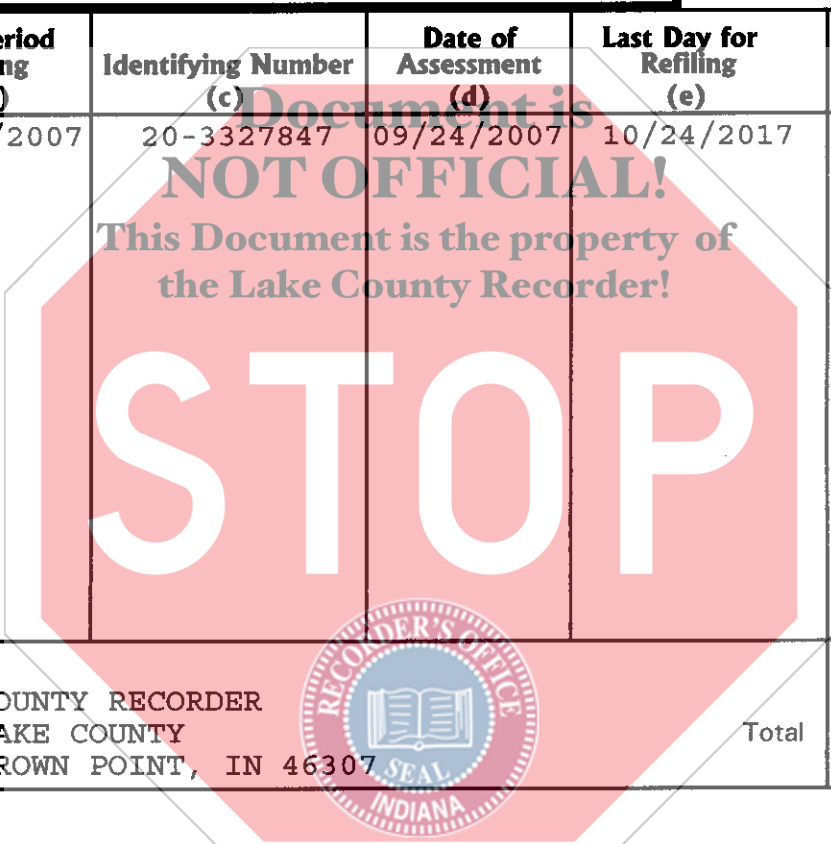 eriod Date of Last Day for
ng Identifying Number Assessment Refiling
) (c) (d) (e)
Document is
/2007 20-3327847 09/24/2007 10/24/2017
NOT OFFICIAL!
This Document is the property of
the Lake County Recorder!
STOP
OUNTY RECORDER
AKE COUNTY Total
ROWN POINT, IN 46307
RECORDER'S OFFICE
SEAL
INDIANA